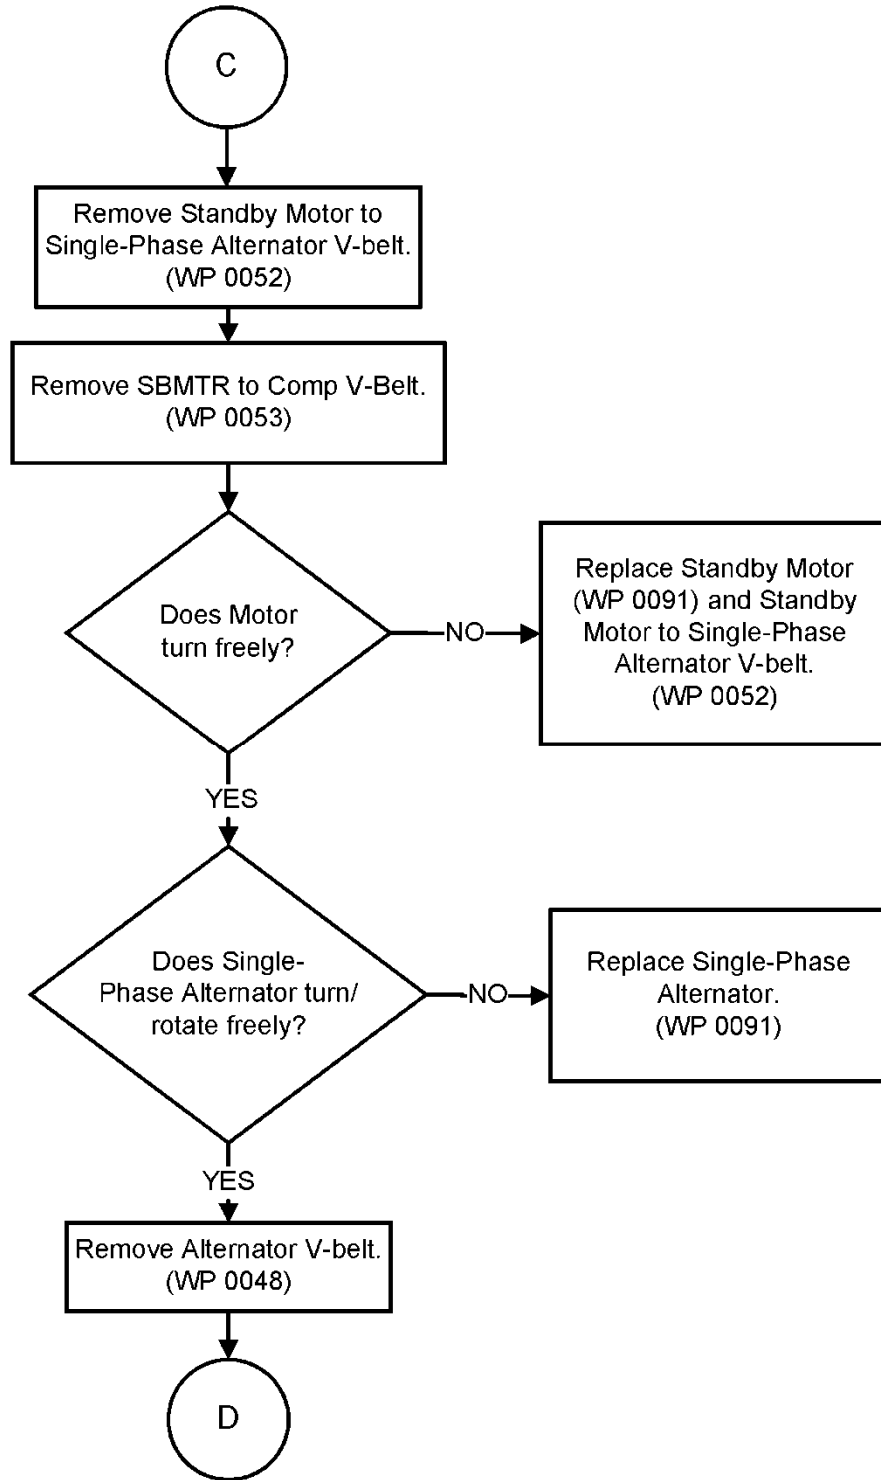 C
Remove Standby Motor to
Single-Phase Alternator V-belt.
(WP 0052)
Remove SBMTR to Comp V-Belt.
(WP 0053)
Does Motor
turn freely?
NO
Replace Standby Motor
(WP 0091) and Standby
Motor to Single-Phase
Alternator V-belt.
(WP 0052)
YES
Does Single-
Phase Alternator turn/
rotate freely?
NO
Replace Single-Phase
Alternator.
(WP 0091)
YES
Remove Alternator V-belt.
(WP 0048)
D